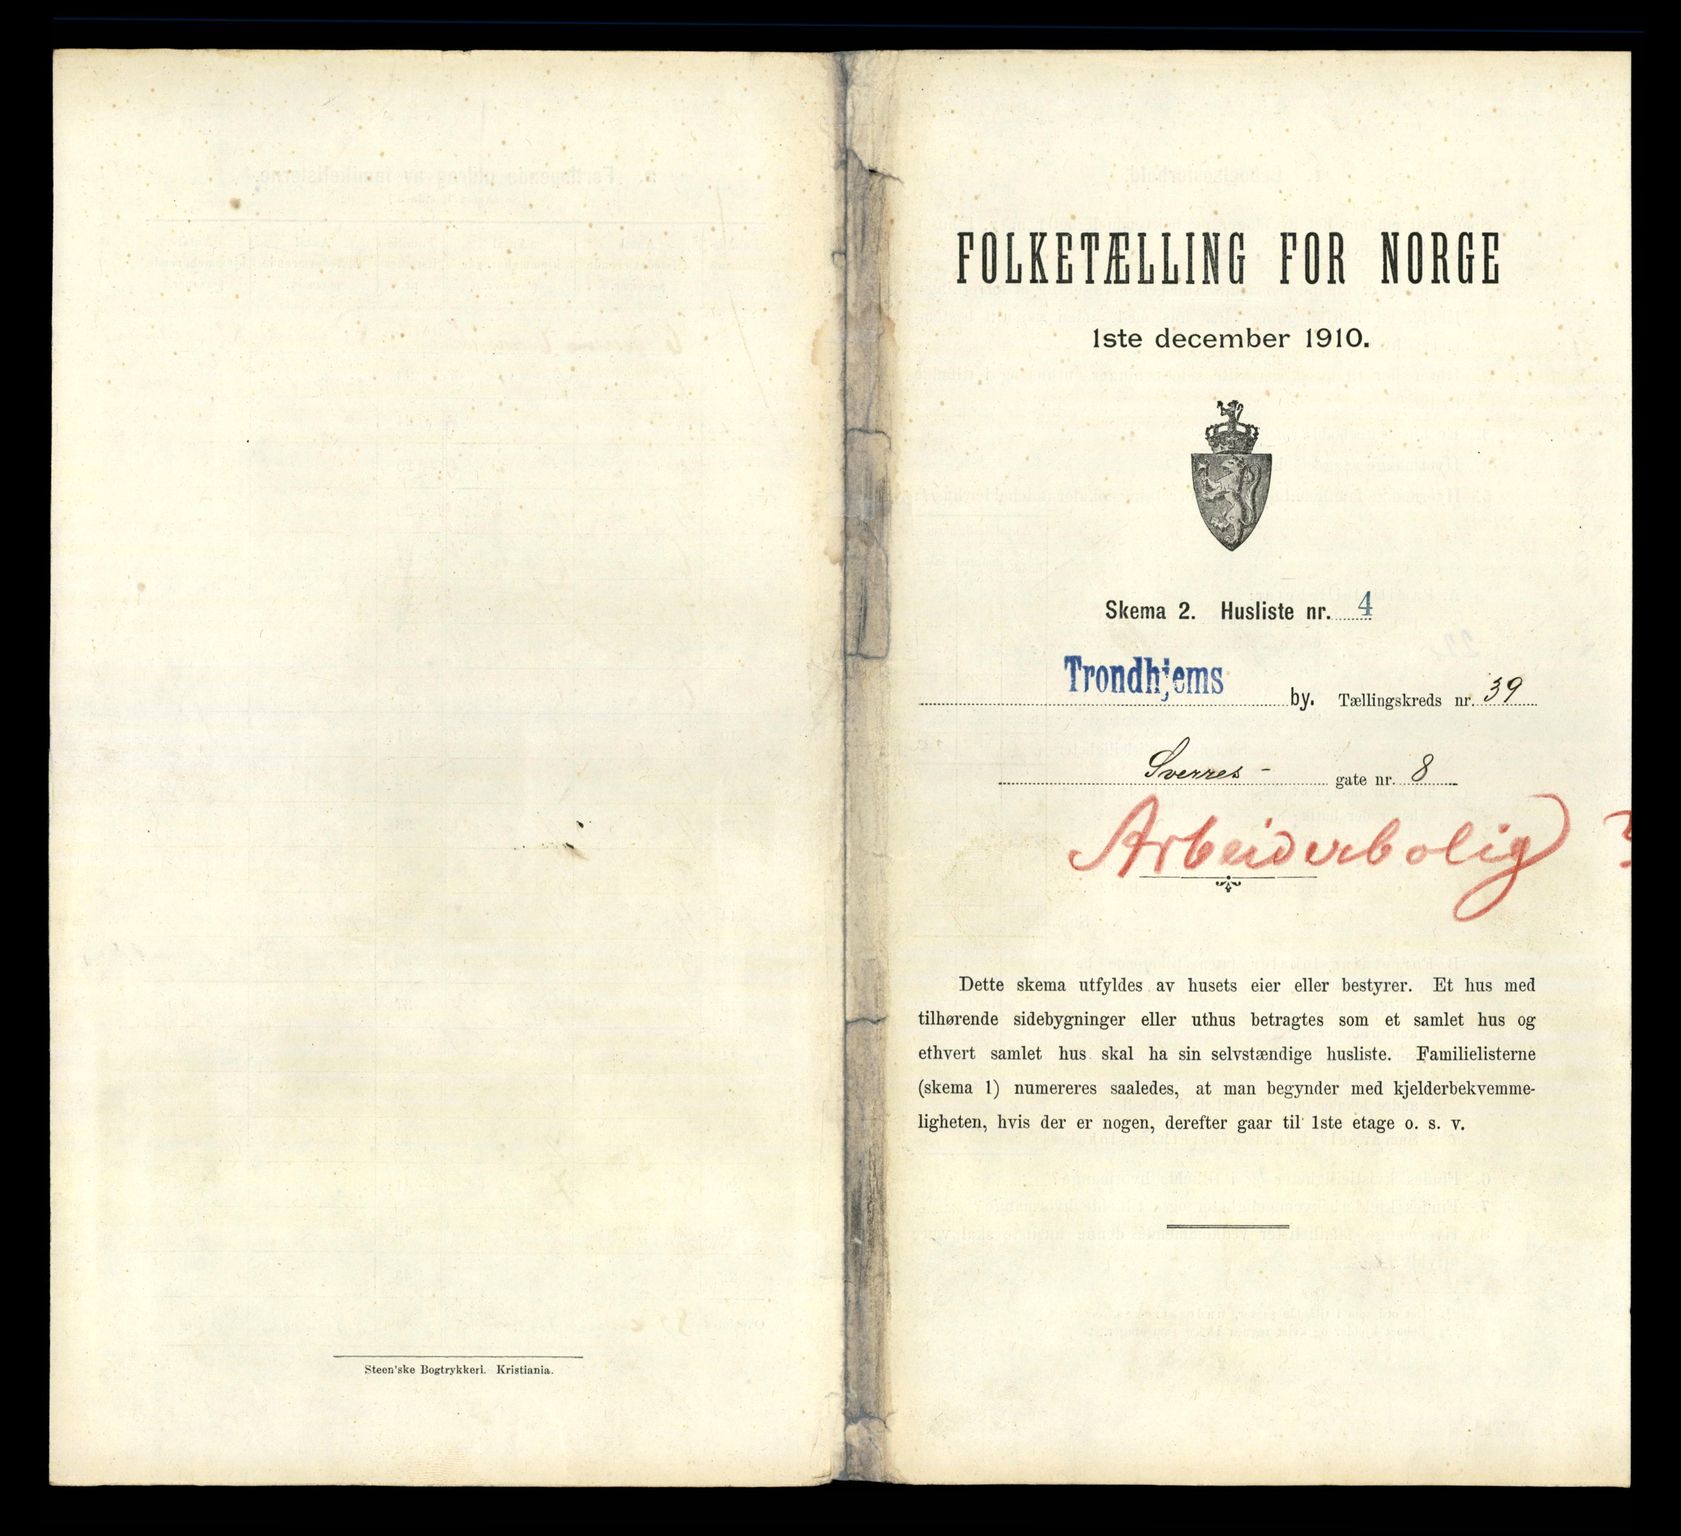 Steen'ske Bogtrykkeri. Kristiania.
FOLKETÆLLING FOR NORGE
1ste december 1910.
Skema 2. Husliste nr. 4
Trondhjems by. Tællingskreds nr. 39
Sverres- gate nr. 8
Arbeiderbolig ?
Dette skema utfyldes av husets eier eller bestyrer. Et hus med
tilhørende sidebygninger eller uthus betragtes som et samlet hus og
ethvert samlet hus skal ha sin selvstændige husliste. Familielisterne
(skema 1) numereres saaledes, at man begynder med kjelderbekvemme-
ligheten, hvis der er nogen, derefter gaar til 1ste etage o. s. v.